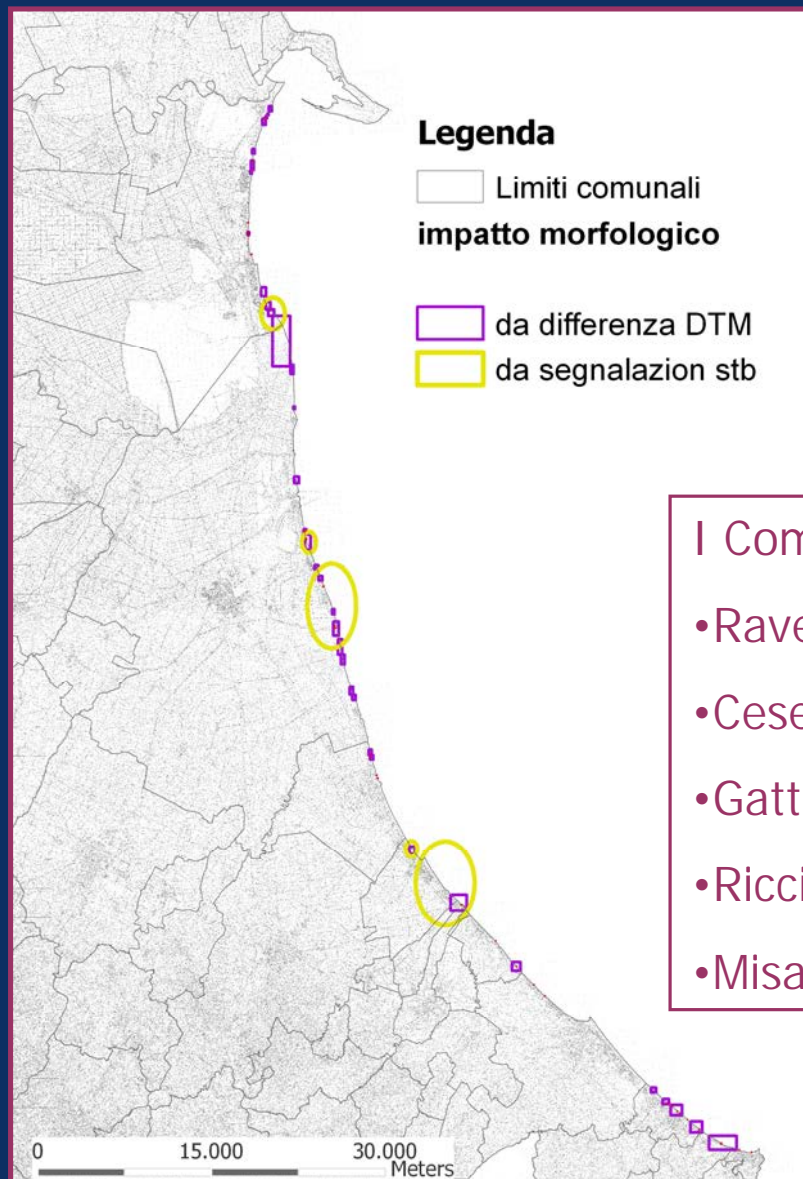 Legenda
Limiti comunali
impatto morfologico
da differenza DTM
da segnalazion stb
I Com
•Rave
•Cese
•Gatt
•Ricci
•Misa
0 15.000 30.000
Meters